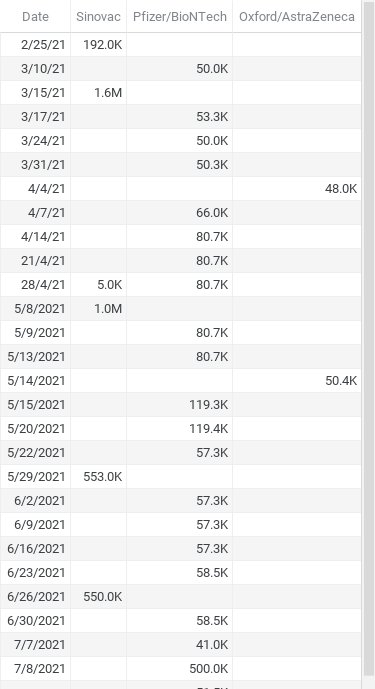 Date Sinovac Pfizer/BioNTech Oxford/AstraZeneca
2/25/21 192.0K
3/10/21 50.0K
3/15/21 1.6M
3/17/21 53.3K
3/24/21 50.0K
3/31/21 50.3K
4/4/21 48.0K
4/7/21 66.0K
4/14/21 80.7K
21/4/21 80.7K
28/4/21 5.0K 80.7K
5/8/2021 1.0M
5/9/2021 80.7K
5/13/2021 80.7K
5/14/2021 50.4K
5/15/2021 119.3K
5/20/2021 119.4K
5/22/2021 57.3K
5/29/2021 553.0K
6/2/2021 57.3K
6/9/2021 57.3K
6/16/2021 57.3K
6/23/2021 58.5K
6/26/2021 550.0K
6/30/2021 58.5K
7/7/2021 41.0K
7/8/2021 500.0K